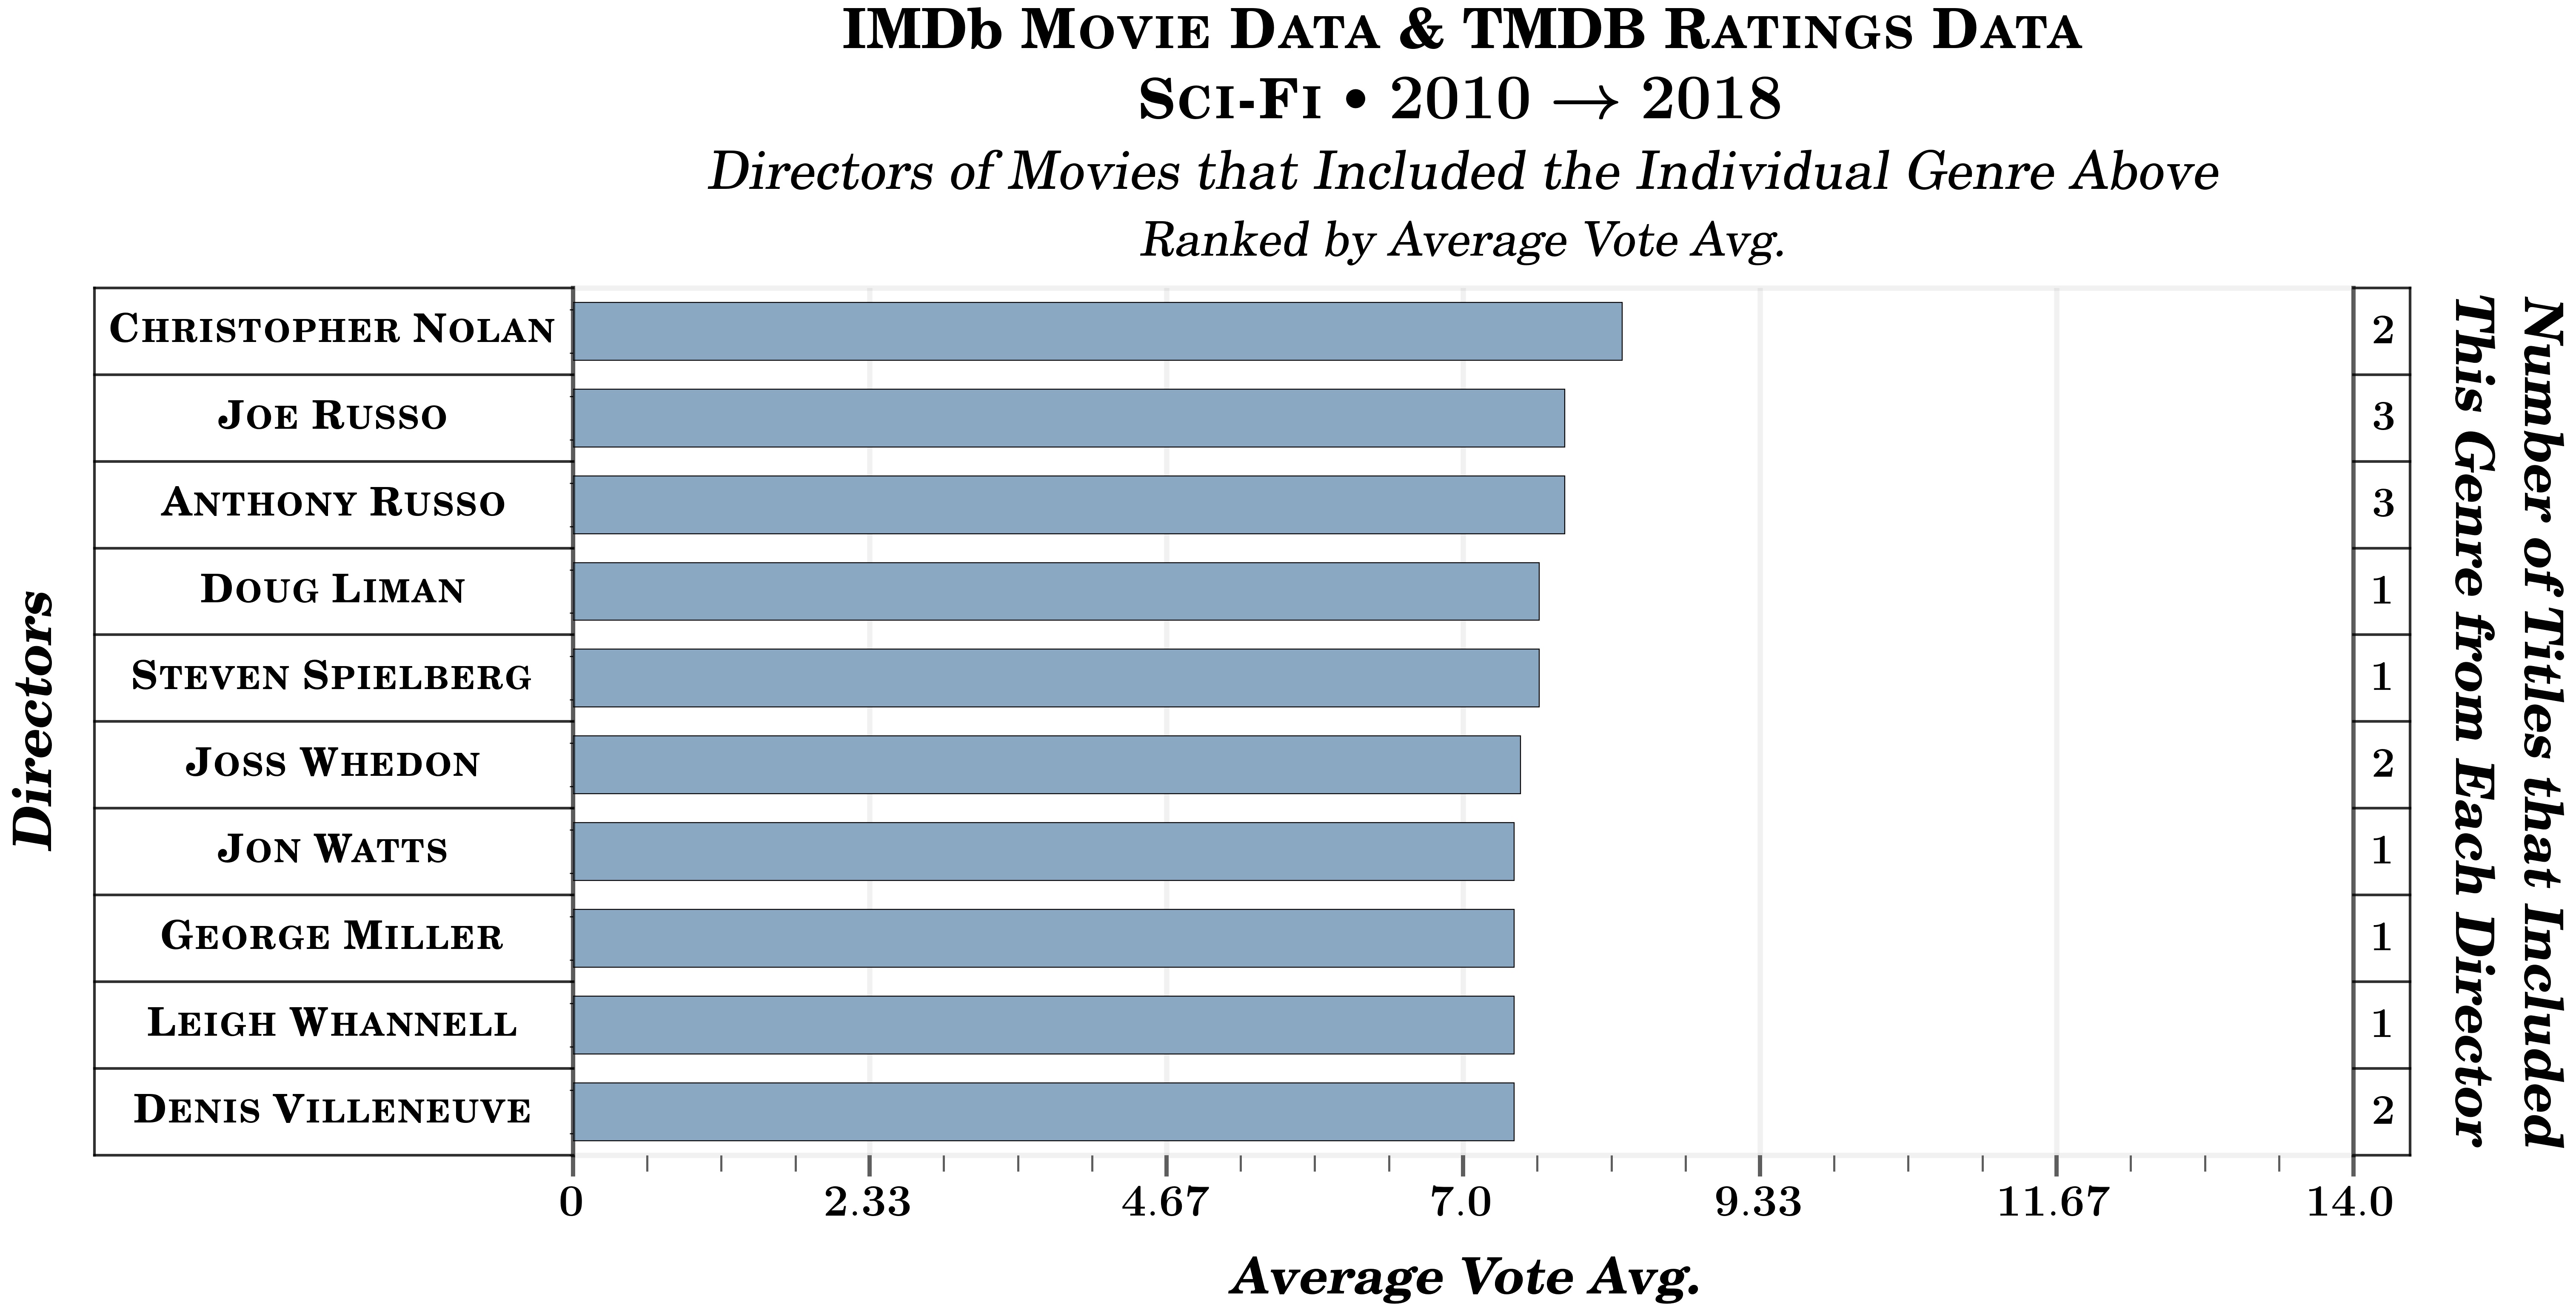 IMDb Movie Data & TMDB Ratings Data
Sci-Fi • 2010 → 2018
Directors of Movies that Included the Individual Genre Above
Ranked by Average Vote Avg.
Directors
Christopher Nolan 2
Joe Russo 3
Anthony Russo 3
Doug Liman 1
Steven Spielberg 1
Joss Whedon 2
Jon Watts 1
George Miller 1
Leigh Whannell 1
Denis Villeneuve 2
Number of Titles that Included
This Genre from Each Director
0 2.33 4.67 7.0 9.33 11.67 14.0
Average Vote Avg.